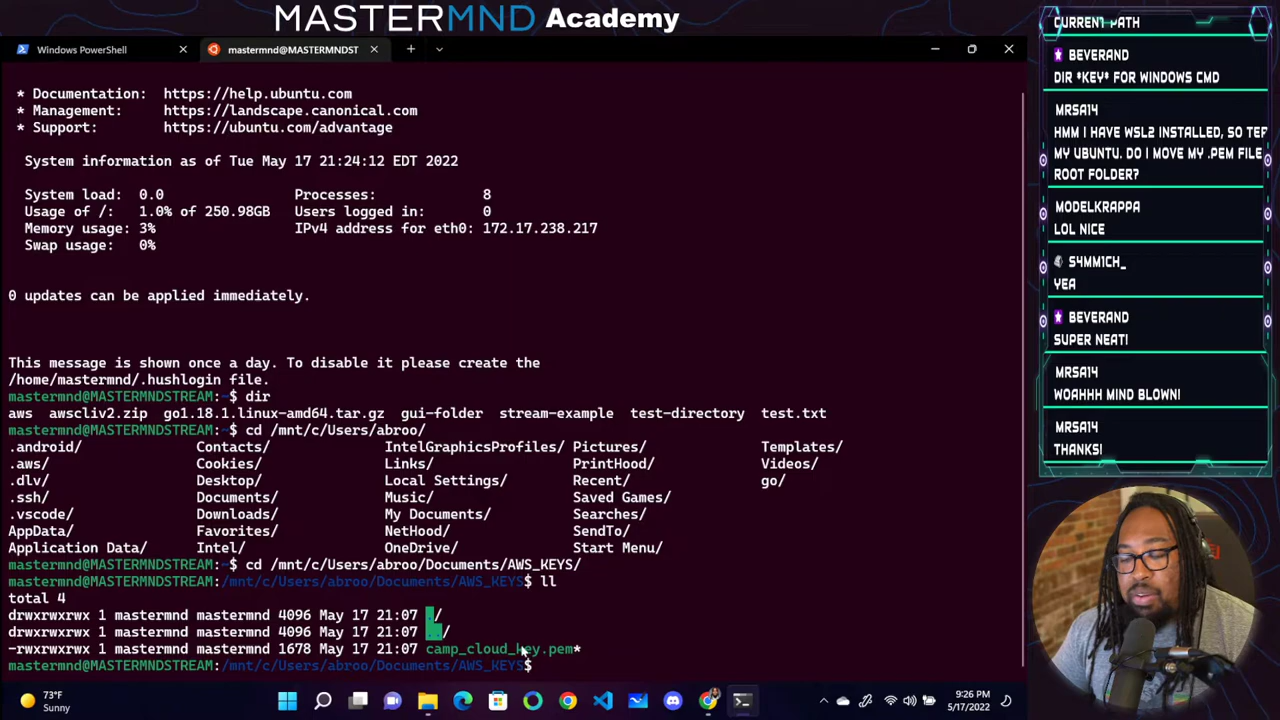 MASTERMND Academy
Windows PowerShell
mastermnd@MASTERMNDST
* Documentation: https://help.ubuntu.com
* Management: https://landscape.canonical.com
* Support: https://ubuntu.com/advantage
System information as of Tue May 17 21:24:12 EDT 2022
System load: 0.0 Processes: 8
Usage of /: 1.0% of 250.98GB Users logged in: 0
Memory usage: 3% IPv4 address for eth0: 172.17.238.217
Swap usage: 0%
0 updates can be applied immediately.
This message is shown once a day. To disable it please create the
/home/mastermnd/.hushlogin file.
mastermnd@MASTERMNDSTREAM:~$ dir
aws awscliv2.zip go1.18.1.linux-amd64.tar.gz gui-folder stream-example test-directory test.txt
mastermnd@MASTERMNDSTREAM:~$ cd /mnt/c/Users/abroo/
.android/ Contacts/ IntelGraphicsProfiles/ Pictures/ Templates/
.aws/ Cookies/ Links/ PrintHood/ Videos/
.dlv/ Desktop/ Local Settings/ Recent/ go/
.ssh/ Documents/ Music/ Saved Games/
.vscode/ Downloads/ My Documents/ Searches/
AppData/ Favorites/ NetHood/ SendTo/
Application Data/ Intel/ OneDrive/ Start Menu/
mastermnd@MASTERMNDSTREAM:~$ cd /mnt/c/Users/abroo/Documents/AWS_KEYS/
mastermnd@MASTERMNDSTREAM:/mnt/c/Users/abroo/Documents/AWS_KEYS$ ll
total 4
drwxrwxrwx 1 mastermnd mastermnd 4096 May 17 21:07 ./
drwxrwxrwx 1 mastermnd mastermnd 4096 May 17 21:07 ../
-rwxrwxrwx 1 mastermnd mastermnd 1678 May 17 21:07 camp_cloud_key.pem*
mastermnd@MASTERMNDSTREAM:/mnt/c/Users/abroo/Documents/AWS_KEYS$
73°F
Sunny
9:26 PM
5/17/2022
CURRENT PATH
BEVERAND
DIR *KEY* FOR WINDOWS CMD
MRSA14
HMM I HAVE WSL2 INSTALLED, SO
MY UBUNTU. DO I MOVE MY .PEM FILE
ROOT FOLDER?
MODELKRAPPA
LOL NICE
S4MM1CH_
YEA
BEVERAND
SUPER NEAT!
MRSA14
WOAHHH MIND BLOWN!
MRSA14
THANKS!